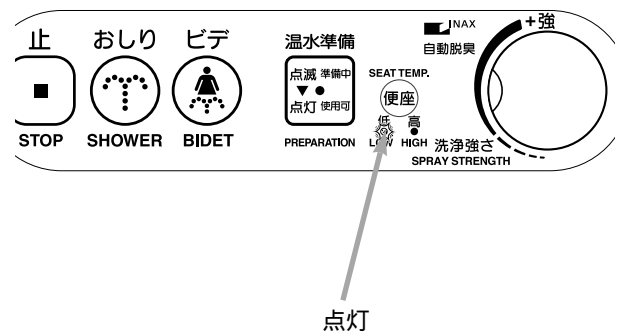 止 おしり ビデ
STOP SHOWER BIDET
温水準備
点滅 準備中
点灯 使用可
PREPARATION
INAX
自動脱臭
SEAT TEMP.
便座
低 高
LOW HIGH
+強
洗浄強さ
SPRAY STRENGTH
点灯